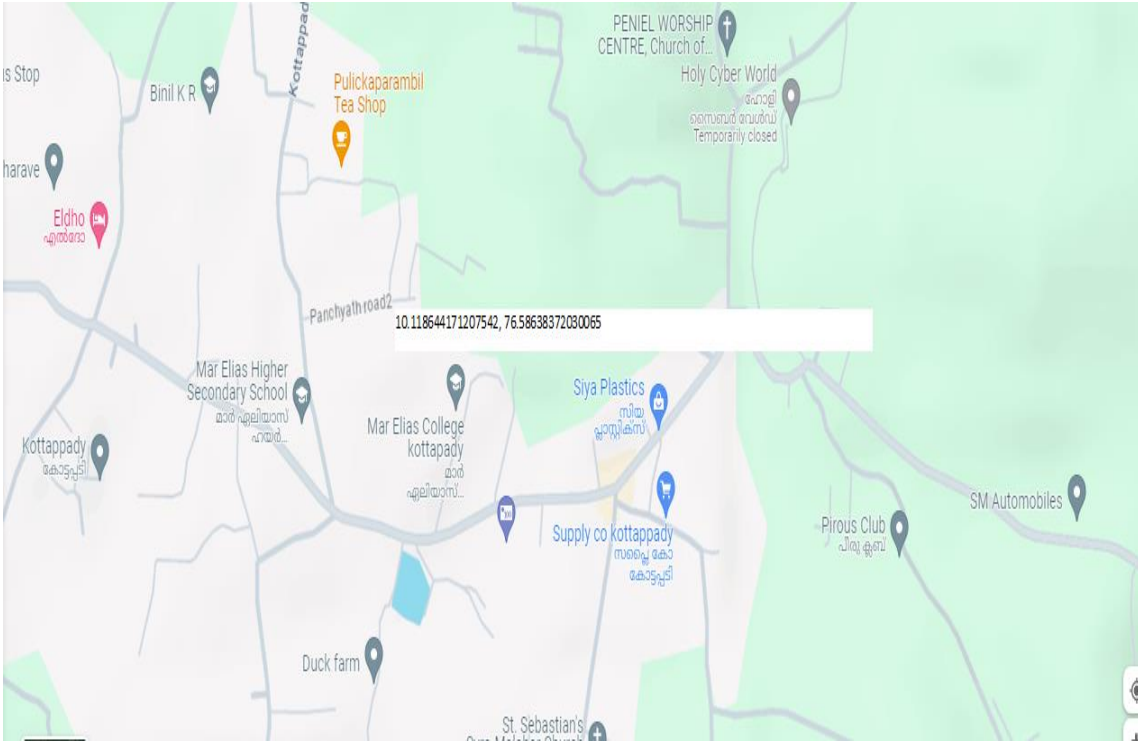 PENIEL WORSHIP
CENTRE, Church of...
Kottappad
s Stop
Binil K R
Pulickaparambil
Tea Shop
Holy Cyber World
ഹോളി
സൈബർ വേൾഡ്
Temporarily closed
harave
Eldho
എൽദോ
Panchyath road2
10.118644171207542, 76.58638372030065
Mar Elias Higher
Secondary School
മാർ ഏലിയാസ്
ഹയർ...
Siya Plastics
സിയ
പ്ലാസ്റ്റിക്സ്
Mar Elias College
kottapady
മാർ
ഏലിയാസ്...
Kottappady
കോട്ടപ്പടി
SM Automobiles
Supply co kottappady
സപ്ലൈ കോ
കോട്ടപ്പടി
Pirous Club
പീരു ക്ലബ്
Duck farm
St. Sebastian's